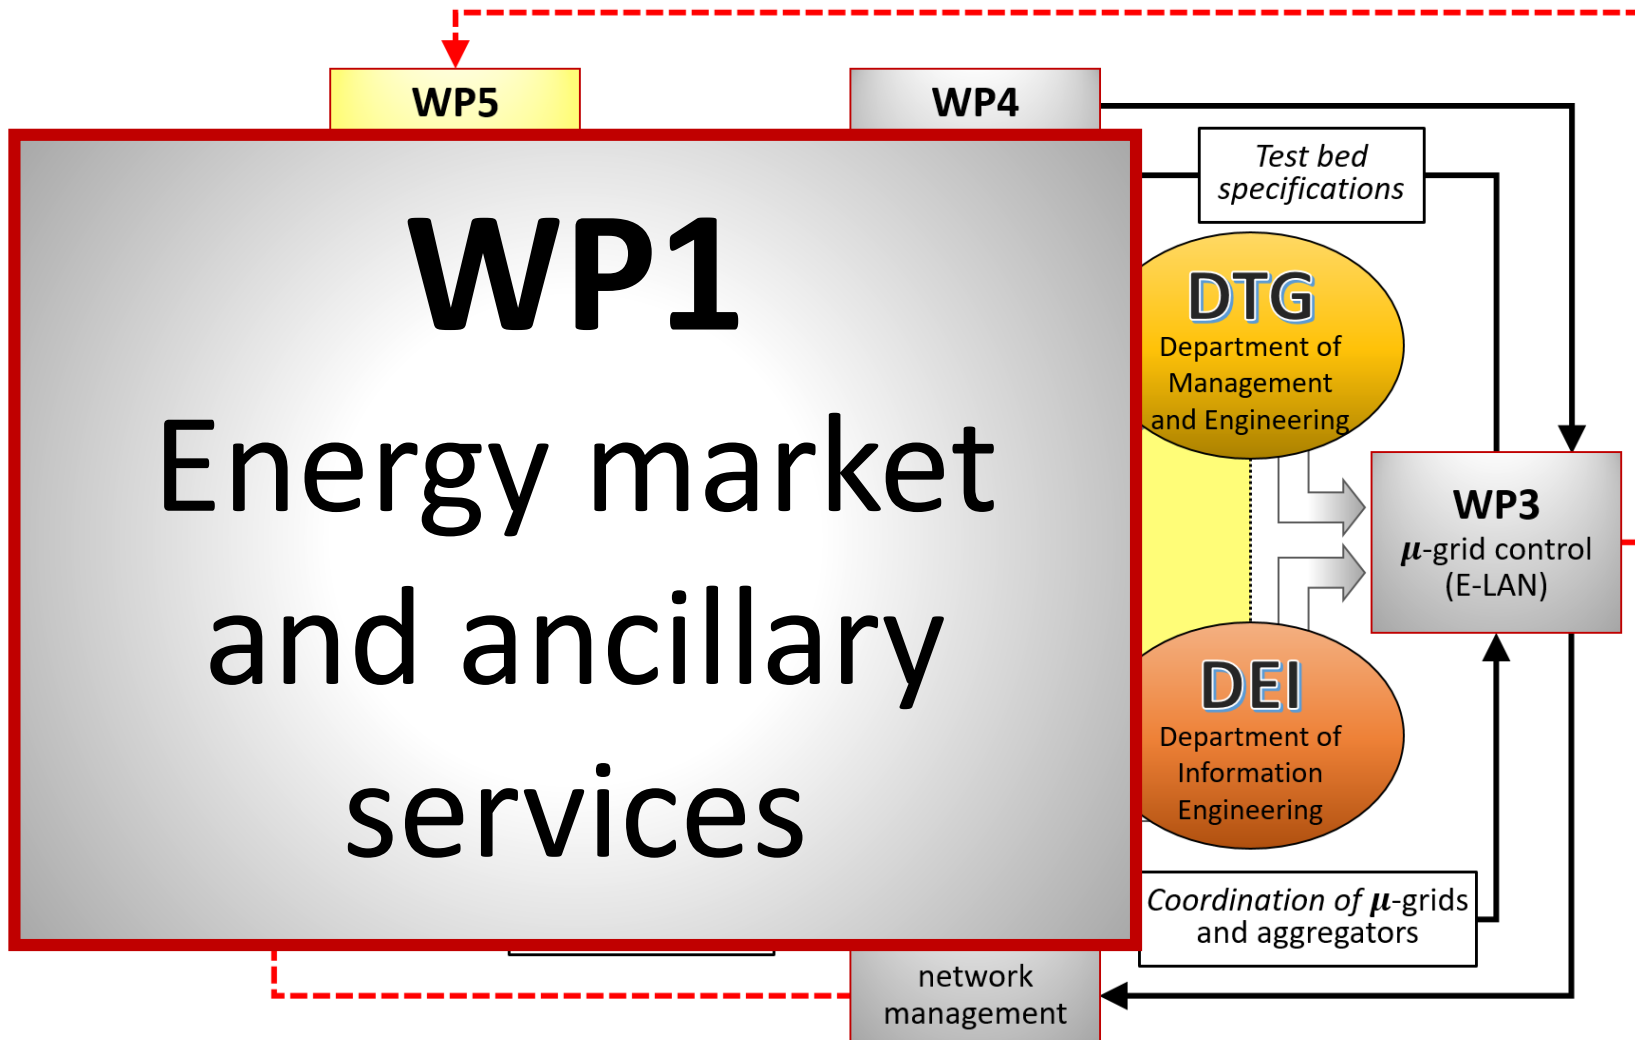 WP5
WP4
Test bed
specifications
WP1
Energy market
and ancillary
services
DTG
Department of
Management
and Engineering
WP3
μ-grid control
(E-LAN)
DEI
Department of
Information
Engineering
Coordination of μ-grids
and aggregators
network
management